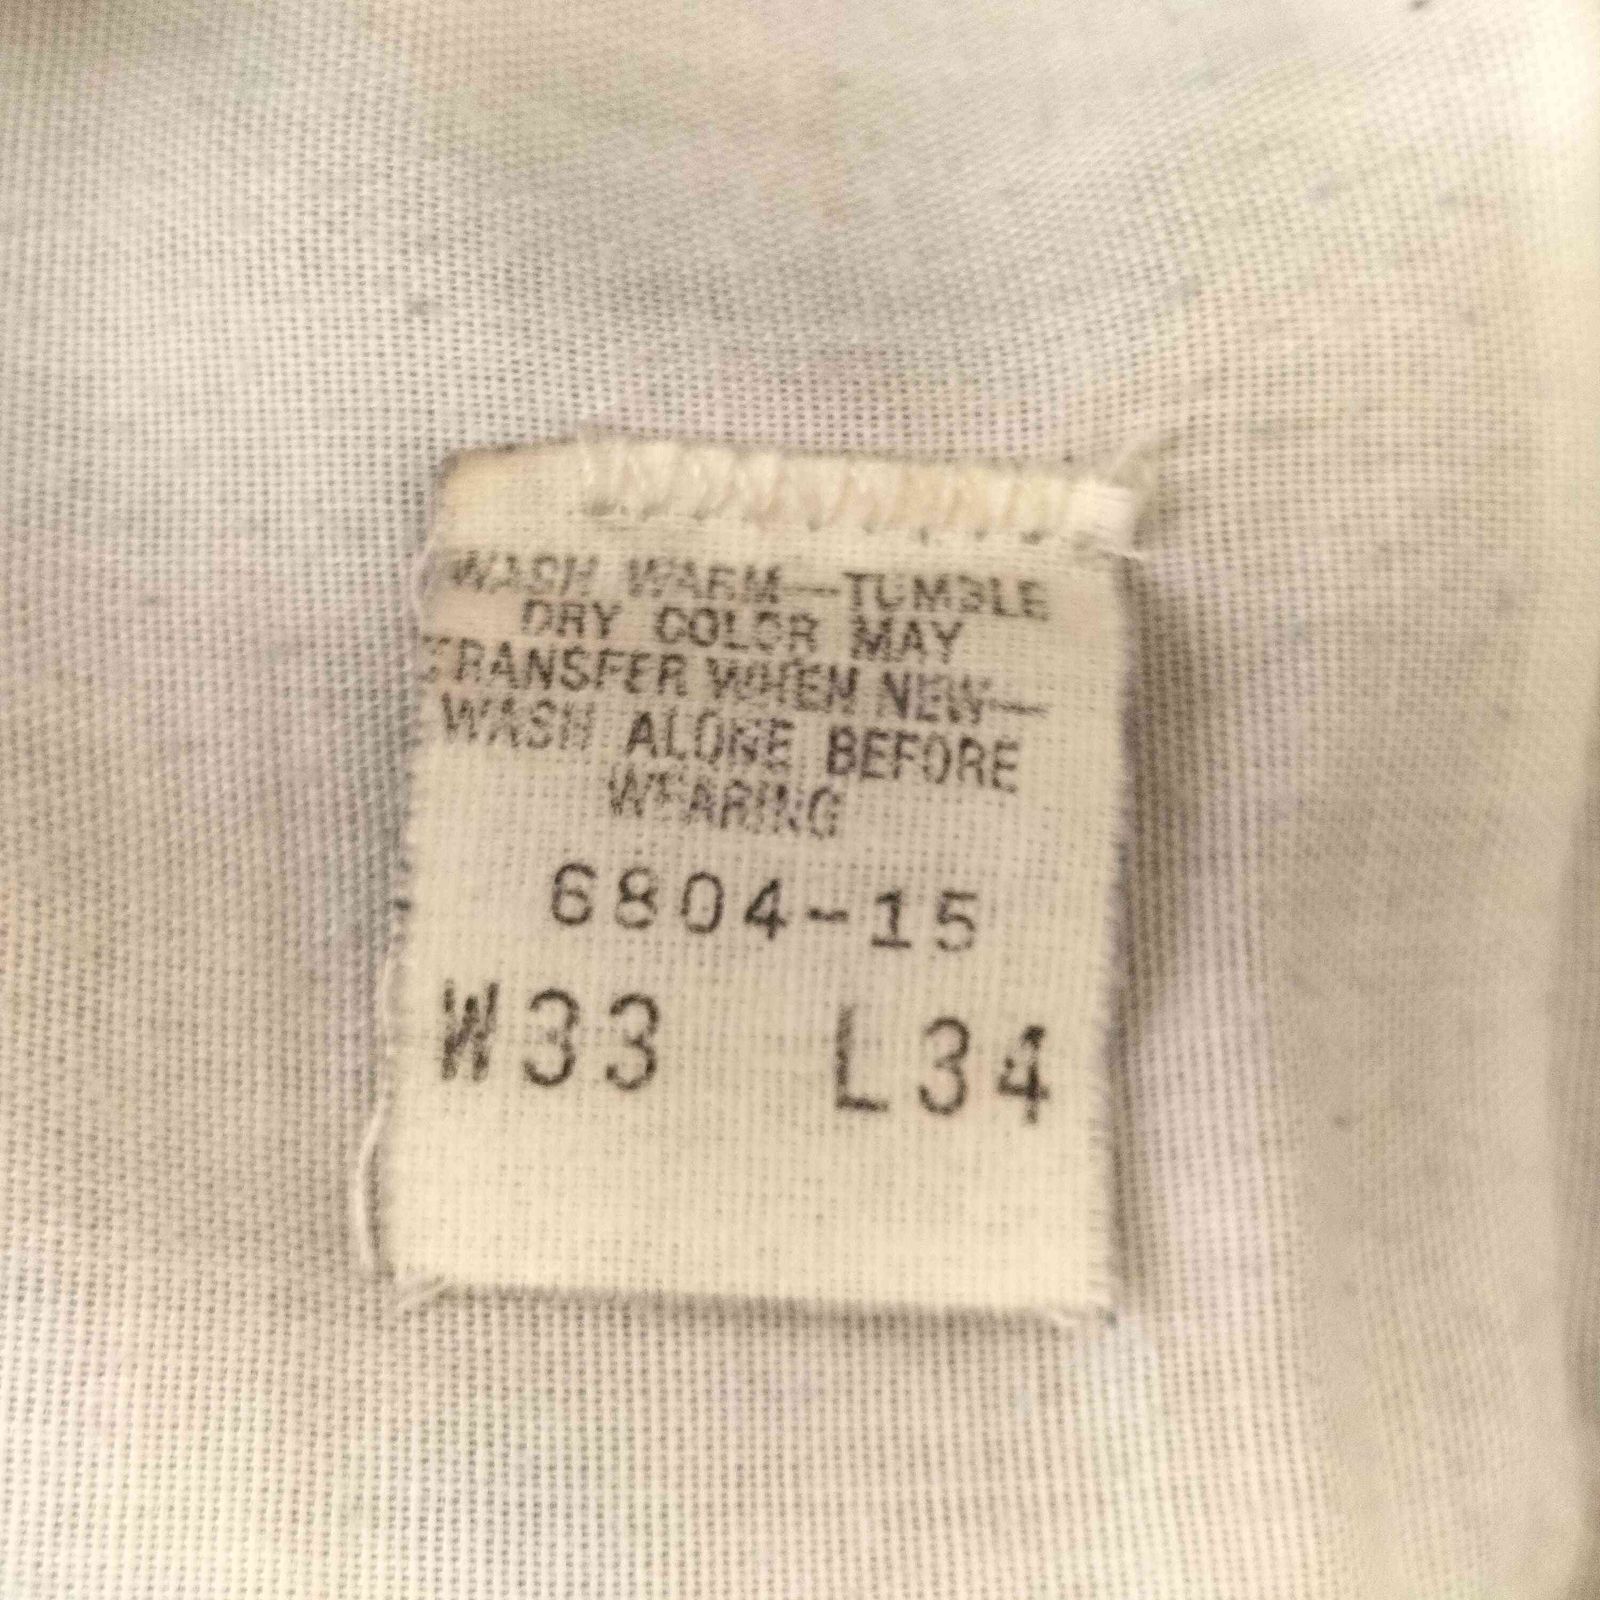 WASH WARM—TUMBLE
DRY COLOR MAY
TRANSFER WHEN NEW—
WASH ALONE BEFORE
WEARING
6804-15
W33 L34